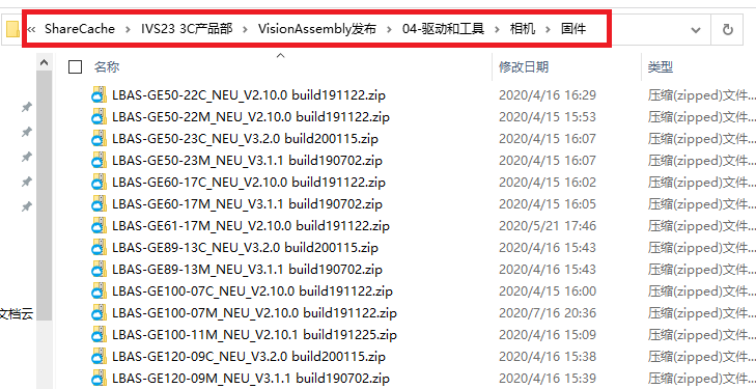 « ShareCache › IVS23 3C产品部 › VisionAssembly发布 › 04-驱动和工具 › 相机 › 固件
名称 修改日期 类型
LBAS-GE50-22C_NEU_V2.10.0 build191122.zip 2020/4/16 16:29 压缩(zipped)文件...
LBAS-GE50-22M_NEU_V2.10.0 build191122.zip 2020/4/15 15:53 压缩(zipped)文件...
LBAS-GE50-23C_NEU_V3.2.0 build200115.zip 2020/4/15 16:07 压缩(zipped)文件...
LBAS-GE50-23M_NEU_V3.1.1 build190702.zip 2020/4/15 16:07 压缩(zipped)文件...
LBAS-GE60-17C_NEU_V2.10.0 build191122.zip 2020/4/15 16:02 压缩(zipped)文件...
LBAS-GE60-17M_NEU_V3.1.1 build190702.zip 2020/4/15 16:05 压缩(zipped)文件...
LBAS-GE61-17M_NEU_V2.10.0 build191122.zip 2020/5/21 17:46 压缩(zipped)文件...
LBAS-GE89-13C_NEU_V3.2.0 build200115.zip 2020/4/16 15:43 压缩(zipped)文件...
LBAS-GE89-13M_NEU_V3.1.1 build190702.zip 2020/4/16 15:43 压缩(zipped)文件...
LBAS-GE100-07C_NEU_V2.10.0 build191122.zip 2020/4/15 16:00 压缩(zipped)文件...
文档云 LBAS-GE100-07M_NEU_V2.10.0 build191122.zip 2020/7/16 20:36 压缩(zipped)文件...
LBAS-GE100-11M_NEU_V2.10.1 build191225.zip 2020/4/16 15:09 压缩(zipped)文件...
LBAS-GE120-09C_NEU_V3.2.0 build200115.zip 2020/4/16 15:38 压缩(zipped)文件...
LBAS-GE120-09M_NEU_V3.1.1 build190702.zip 2020/4/16 15:39 压缩(zipped)文件...